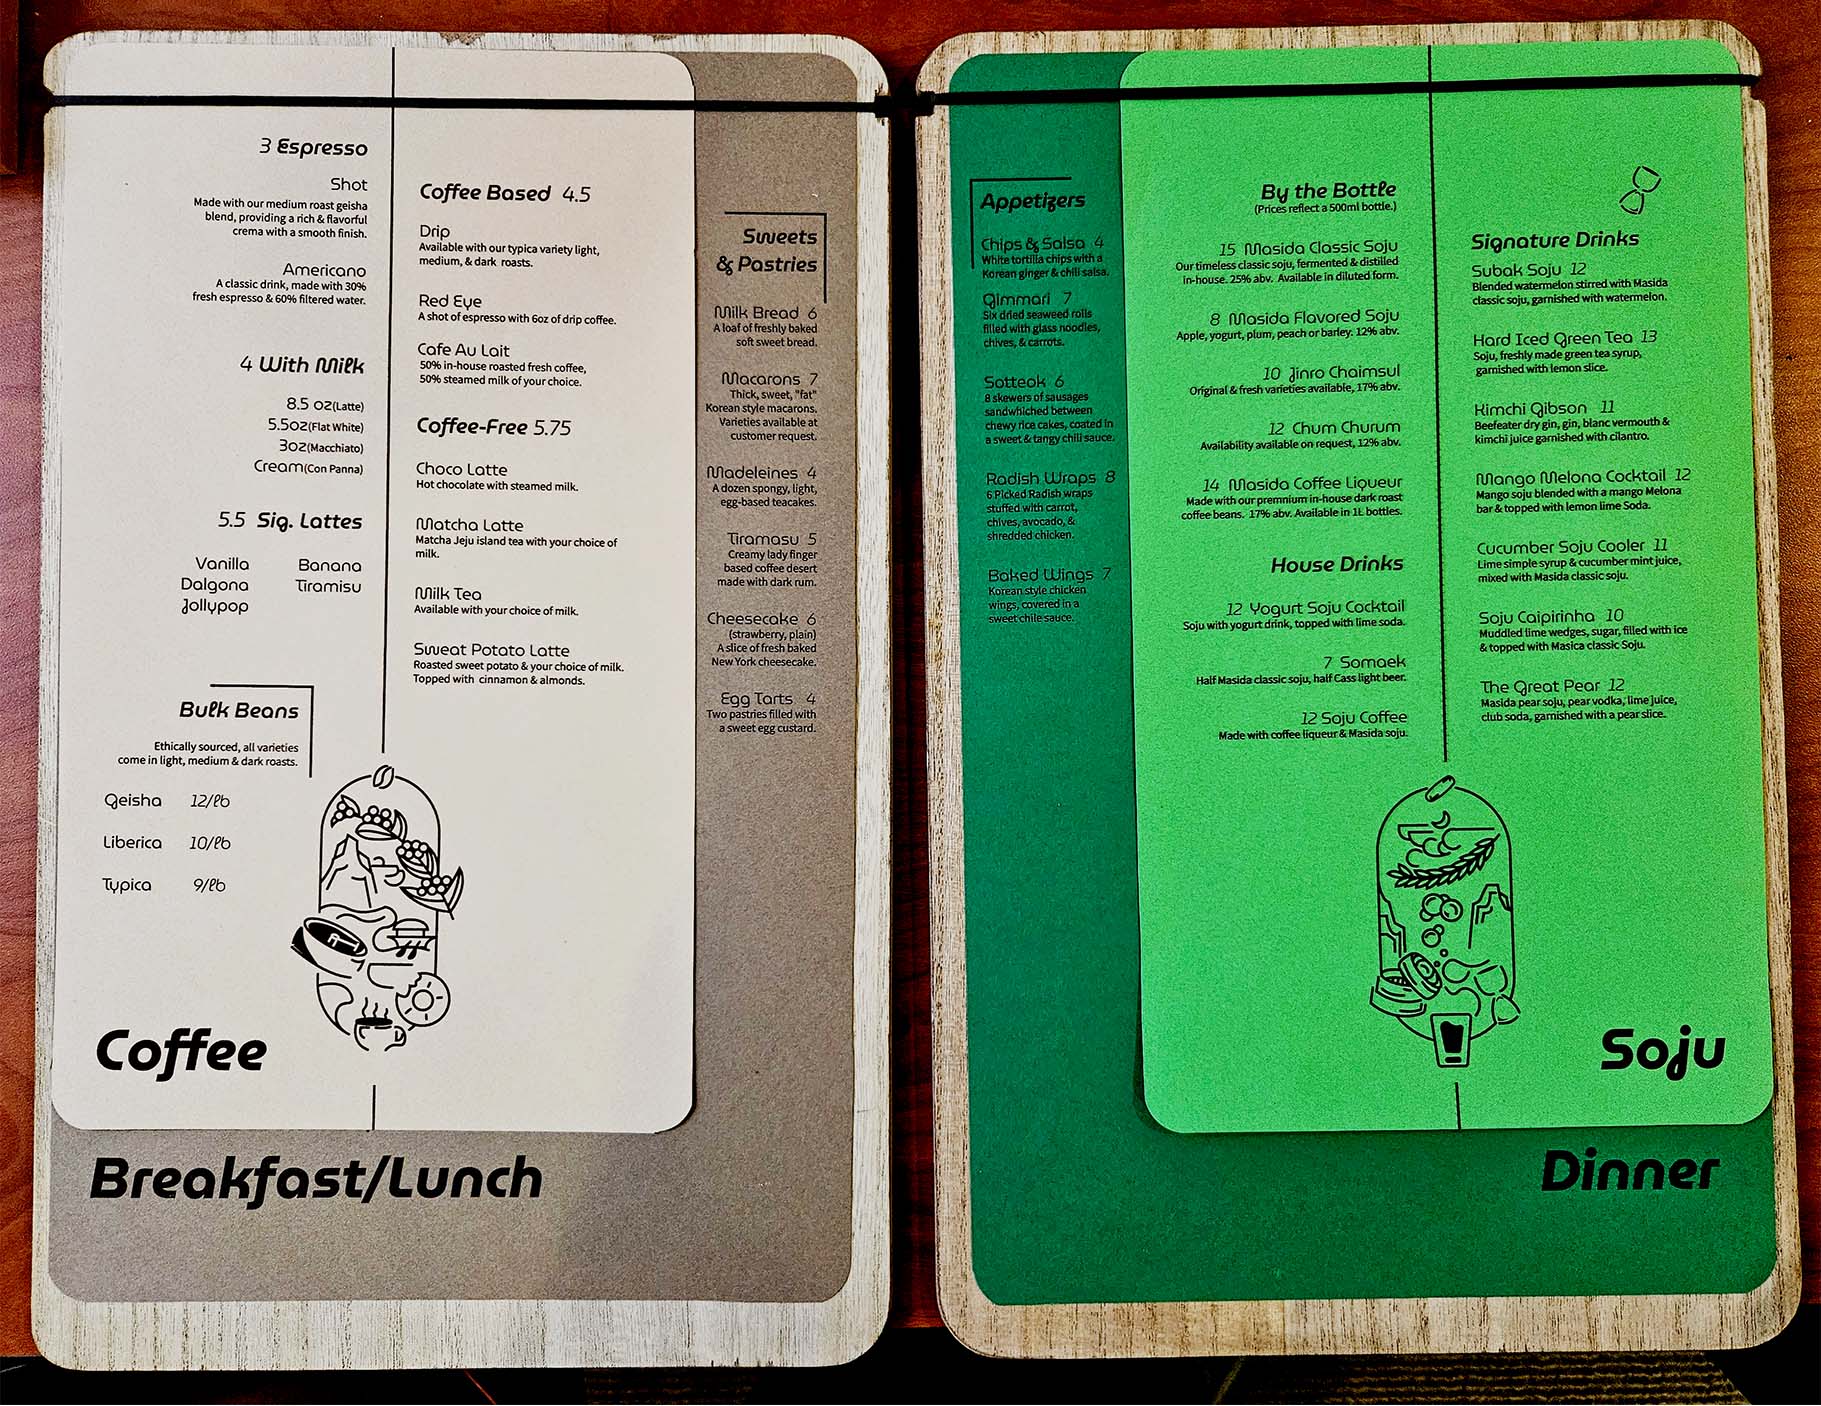 3 Espresso
Shot
Made with our medium roast geisha
blend, providing a rich & flavorful
crema with a smooth finish.
Americano
A classic drink, made with 30%
fresh espresso & 60% filtered water.
4 With Milk
8.5 oz(Latte)
5.5oz(Flat White)
3oz(Macchiato)
Cream(Con Panna)
5.5 Sig. Lattes
Vanilla Banana
Dalgona Tiramisu
Jollypop
Bulk Beans
Ethically sourced, all varieties
come in light, medium & dark roasts.
Geisha 12/lb
Liberica 10/lb
Typica 9/lb
Coffee Based 4.5
Drip
Available with our typica variety light,
medium, & dark roasts.
Red Eye
A shot of espresso with 6oz of drip coffee.
Cafe Au Lait
50% in-house roasted fresh coffee,
50% steamed milk of your choice.
Coffee-Free 5.75
Choco Latte
Hot chocolate with steamed milk.
Matcha Latte
Matcha Jeju island tea with your choice of
milk.
Milk Tea
Available with your choice of milk.
Sweat Potato Latte
Roasted sweet potato & your choice of milk.
Topped with cinnamon & almonds.
Coffee
Sweets
& Pastries
Milk Bread 6
A loaf of freshly baked
soft sweet bread.
Macarons 7
Thick, sweet, "fat"
Korean style macarons.
Varieties available at
customer request.
Madeleines 4
A dozen spongy, light,
egg-based teacakes.
Tiramasu 5
Creamy lady finger
based coffee desert
made with dark rum.
Cheesecake 6
(strawberry, plain)
A slice of fresh baked
New York cheesecake.
Egg Tarts 4
Two pastries filled with
a sweet egg custard.
Breakfast/Lunch
Appetizers
Chips & Salsa 4
White tortilla chips with a
Korean ginger & chili salsa.
Gimmari 7
Six dried seaweed rolls
filled with glass noodles,
chives, & carrots.
Sotteok 6
8 skewers of sausages
sandwhiched between
chewy rice cakes, coated in
a sweet & tangy chili sauce.
Radish Wraps 8
6 Picked Radish wraps
stuffed with carrot,
chives, avocado, &
shredded chicken.
Baked Wings 7
Korean style chicken
wings, covered in a
sweet chile sauce.
By the Bottle
(Prices reflect a 500ml bottle.)
15 Masida Classic Soju
Our timeless classic soju, fermented & distilled
in-house. 25% abv. Available in diluted form.
8 Masida Flavored Soju
Apple, yogurt, plum, peach or barley. 12% abv.
10 Jinro Chaimsul
Original & fresh varieties available, 17% abv.
12 Chum Churum
Availability available on request, 12% abv.
14 Masida Coffee Liqueur
Made with our premnium in-house dark roast
coffee beans. 17% abv. Available in 1L bottles.
House Drinks
12 Yogurt Soju Cocktail
Soju with yogurt drink, topped with lime soda.
7 Somaek
Half Masida classic soju, half Cass light beer.
12 Soju Coffee
Made with coffee liqueur & Masida soju.
Signature Drinks
Subak Soju 12
Blended watermelon stirred with Masida
classic soju, garnished with watermelon.
Hard Iced Green Tea 13
Soju, freshly made green tea syrup,
garnished with lemon slice.
Kimchi Gibson 11
Beefeater dry gin, gin, blanc vermouth &
kimchi juice garnished with cilantro.
Mango Melona Cocktail 12
Mango soju blended with a mango Melona
bar & topped with lemon lime Soda.
Cucumber Soju Cooler 11
Lime simple syrup & cucumber mint juice,
mixed with Masida classic soju.
Soju Caipirinha 10
Muddled lime wedges, sugar, filled with ice
& topped with Masica classic Soju.
The Great Pear 12
Masida pear soju, pear vodka, lime juice,
club soda, garnished with a pear slice.
Soju
Dinner